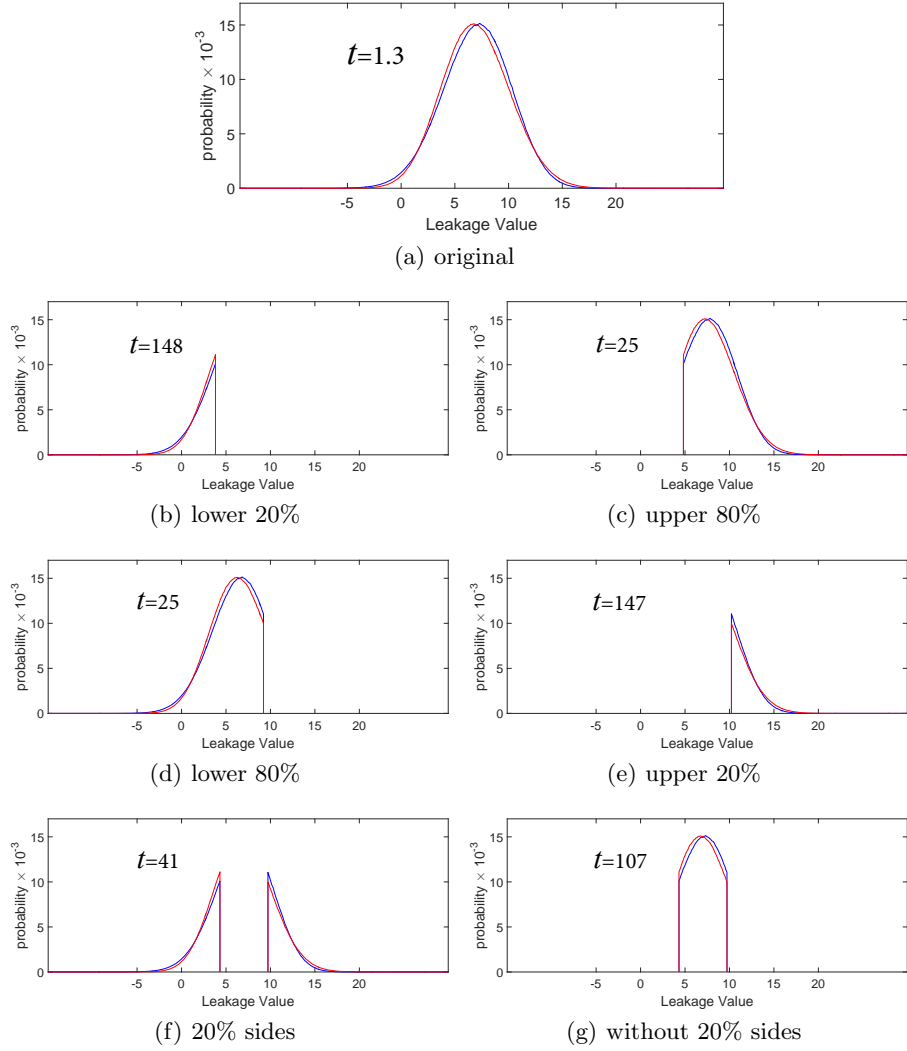 probability × 10⁻³
15
10
5
0
t=1.3
-5 0 5 10 15 20
Leakage Value
(a) original
probability × 10⁻³
15
10
5
0
t=148
-5 0 5 10 15 20
Leakage Value
(b) lower 20%
probability × 10⁻³
15
10
5
0
t=25
-5 0 5 10 15 20
Leakage Value
(c) upper 80%
probability × 10⁻³
15
10
5
0
t=25
-5 0 5 10 15 20
Leakage Value
(d) lower 80%
probability × 10⁻³
15
10
5
0
t=147
-5 0 5 10 15 20
Leakage Value
(e) upper 20%
probability × 10⁻³
15
10
5
0
t=41
-5 0 5 10 15 20
Leakage Value
(f) 20% sides
probability × 10⁻³
15
10
5
0
t=107
-5 0 5 10 15 20
Leakage Value
(g) without 20% sides